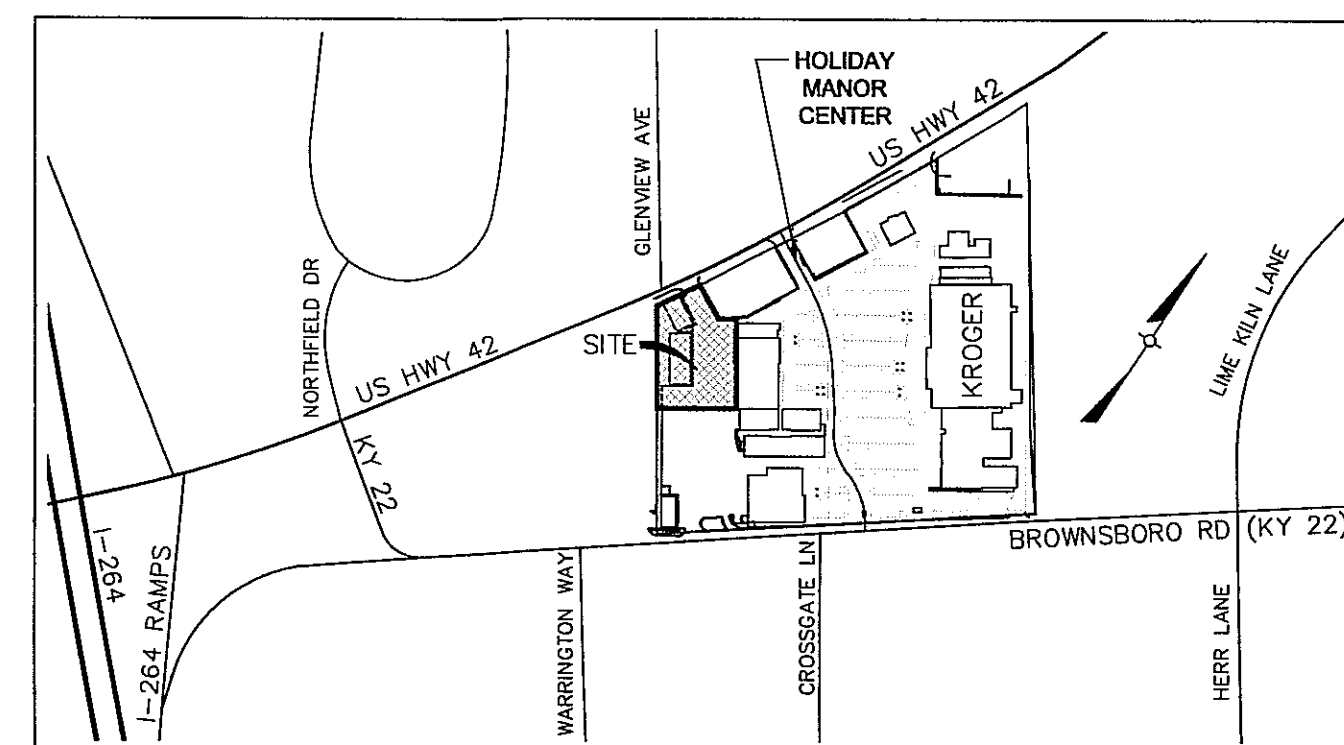 HOLIDAY
MANOR
CENTER
US HWY 42
GLENVIEW AVE
NORTHFIELD DR
SITE
US HWY 42
KROGER
LIME KILN LANE
KY 22
I-264
I-264 RAMPS
BROWNSBORO RD (KY 22)
WARRINGTON WAY
CROSSGATE LN
HERR LANE